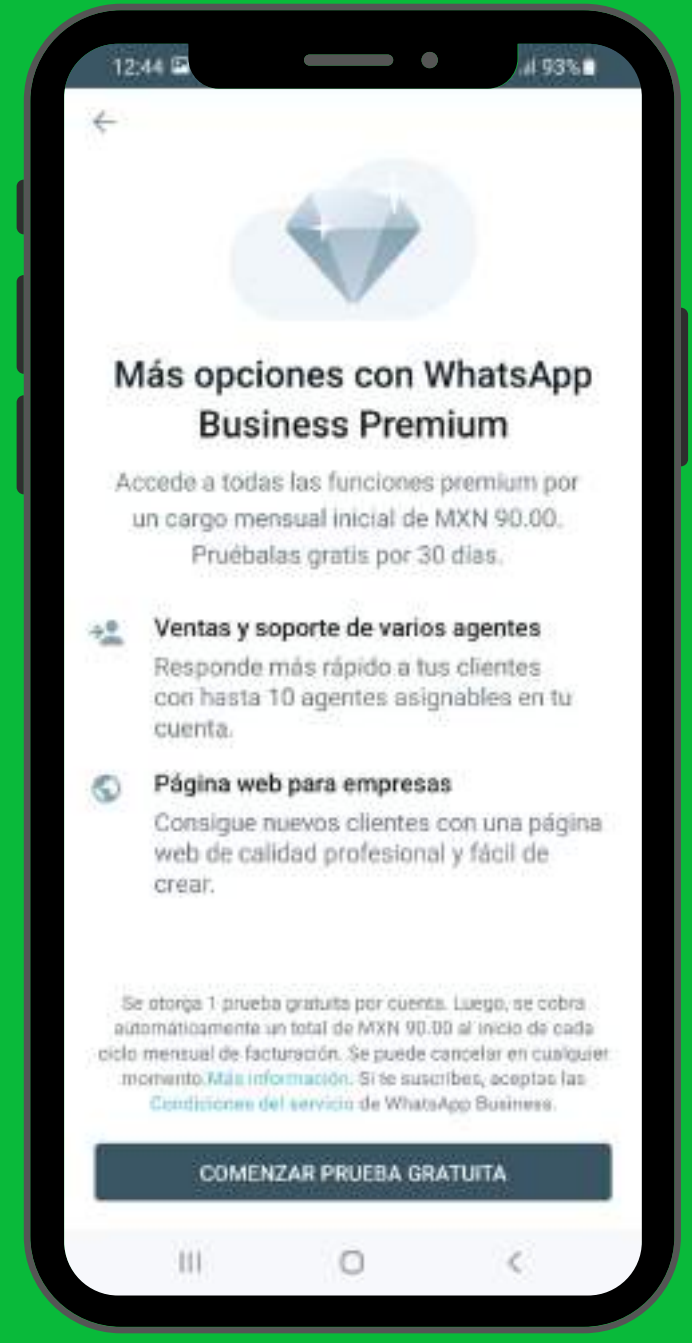 12:44
93%
Más opciones con WhatsApp
Business Premium
Accede a todas las funciones premium por
un cargo mensual inicial de MXN 90.00.
Pruébalas gratis por 30 días.
Ventas y soporte de varios agentes
Responde más rápido a tus clientes
con hasta 10 agentes asignables en tu
cuenta.
Página web para empresas
Consigue nuevos clientes con una página
web de calidad profesional y fácil de
crear.
Se otorga 1 prueba gratuita por cuenta. Luego, se cobra
automáticamente un total de MXN 90.00 al inicio de cada
ciclo mensual de facturación. Se puede cancelar en cualquier
momento.Más información. Si te suscribes, aceptas las
Condiciones del servicio de WhatsApp Business.
COMENZAR PRUEBA GRATUITA